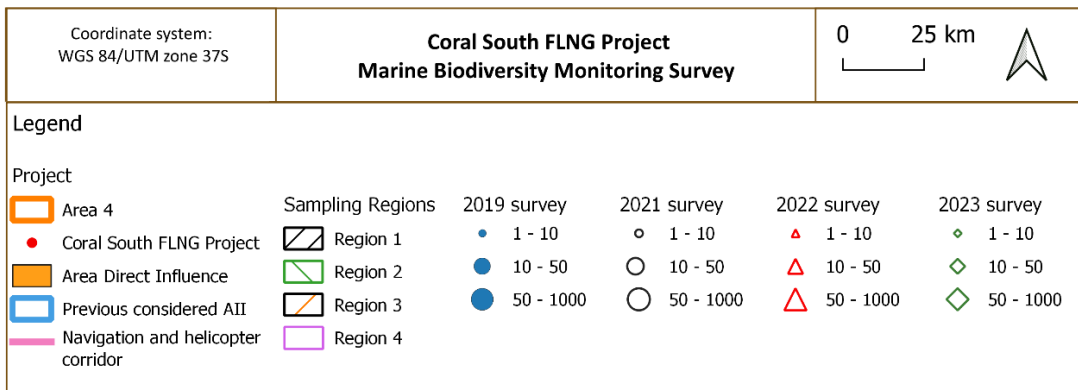 Coordinate system:
WGS 84/UTM zone 37S
Coral South FLNG Project
Marine Biodiversity Monitoring Survey
0 25 km
Legend
Project
Area 4
Coral South FLNG Project
Area Direct Influence
Previous considered AII
Navigation and helicopter
corridor
Sampling Regions
Region 1
Region 2
Region 3
Region 4
2019 survey
1 - 10
10 - 50
50 - 1000
2021 survey
1 - 10
10 - 50
50 - 1000
2022 survey
1 - 10
10 - 50
50 - 1000
2023 survey
1 - 10
10 - 50
50 - 1000